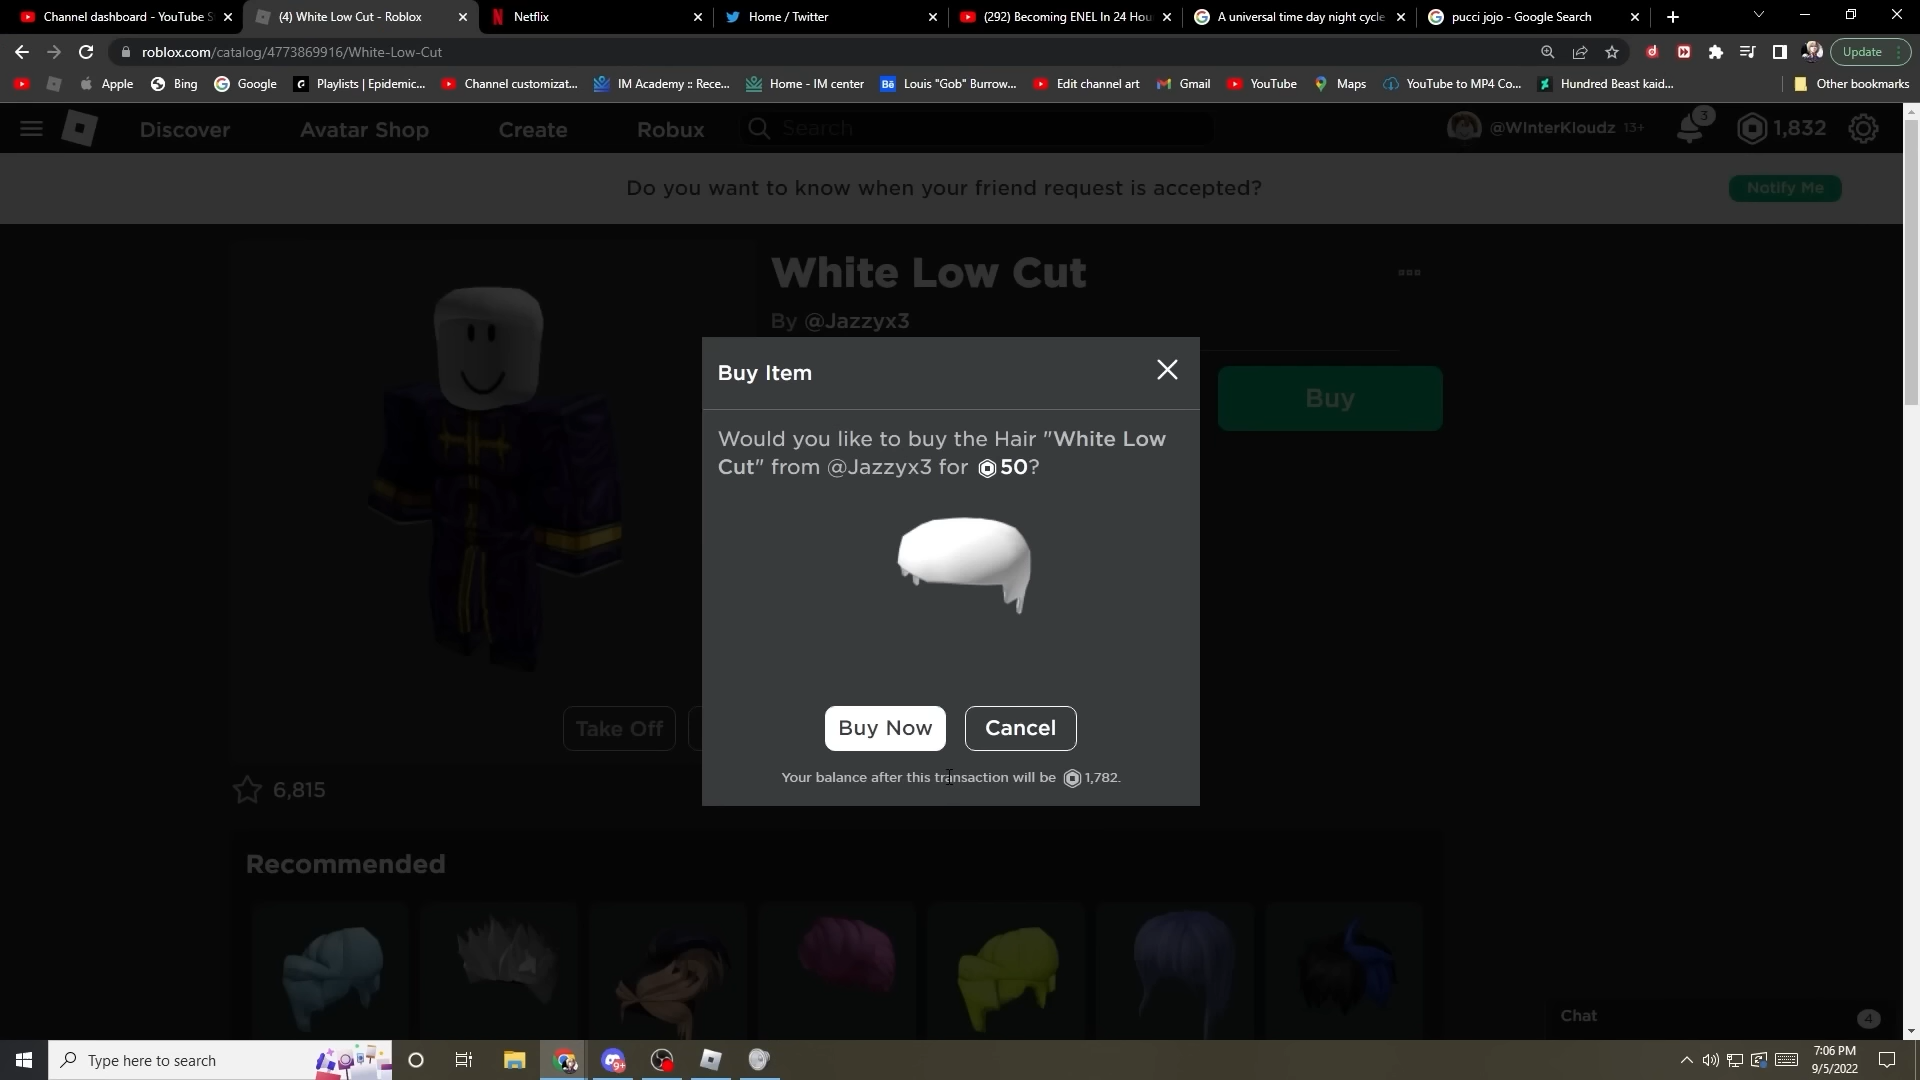 Channel dashboard - YouTube S
(4) White Low Cut - Roblox
Netflix
Home / Twitter
(292) Becoming ENEL In 24 Hou
A universal time day night cycle
pucci jojo - Google Search
roblox.com/catalog/4773869916/White-Low-Cut
Update
Apple
Bing
Google
Playlists | Epidemic...
Channel customizat...
IM Academy :: Rece...
Home - IM center
Louis "Gob" Burrow...
Edit channel art
Gmail
YouTube
Maps
YouTube to MP4 Co...
Hundred Beast kaid...
Other bookmarks
Discover
Avatar Shop
Create
Robux
Search
@WInterKloudz 13+
3
1,832
Do you want to know when your friend request is accepted?
Notify Me
White Low Cut
By @Jazzyx3
Buy
Buy Item
Would you like to buy the Hair "White Low
Cut" from @Jazzyx3 for 50?
Buy Now
Cancel
Your balance after this transaction will be 1,782.
Take Off
6,815
Recommended
Chat
4
Type here to search
9+
7:06 PM
9/5/2022